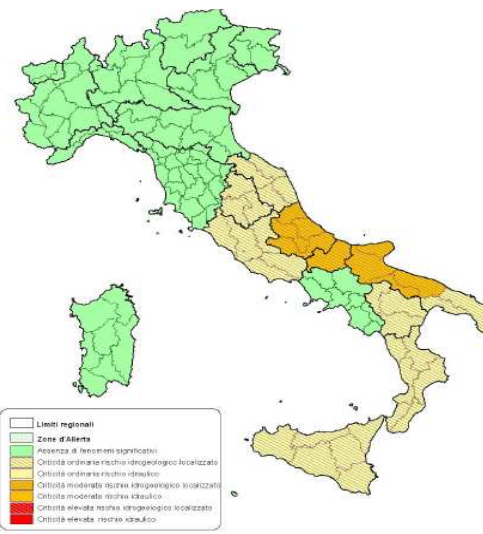 Limiti regionali
Zone d'Allerta
Assenza di fenomeni significativi
Criticità ordinaria rischio idrogeologico localizzato
Criticità ordinaria rischio idraulico
Criticità moderata rischio idrogeologico localizzato
Criticità moderata rischio idraulico
Criticità elevata rischio idrogeologico localizzato
Criticità elevata rischio idraulico